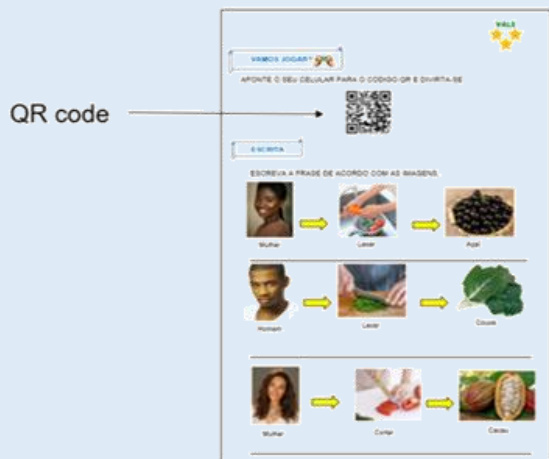 VALE
VAMOS JOGAR?
APONTE O SEU CELULAR PARA O CÓDIGO QR E DIVIRTA-SE
QR code
ESCRITA
ESCREVA A FRASE DE ACORDO COM AS IMAGENS.
Mulher Lavar Açaí
Homem Lavar Couve
Mulher Cortar Cacau